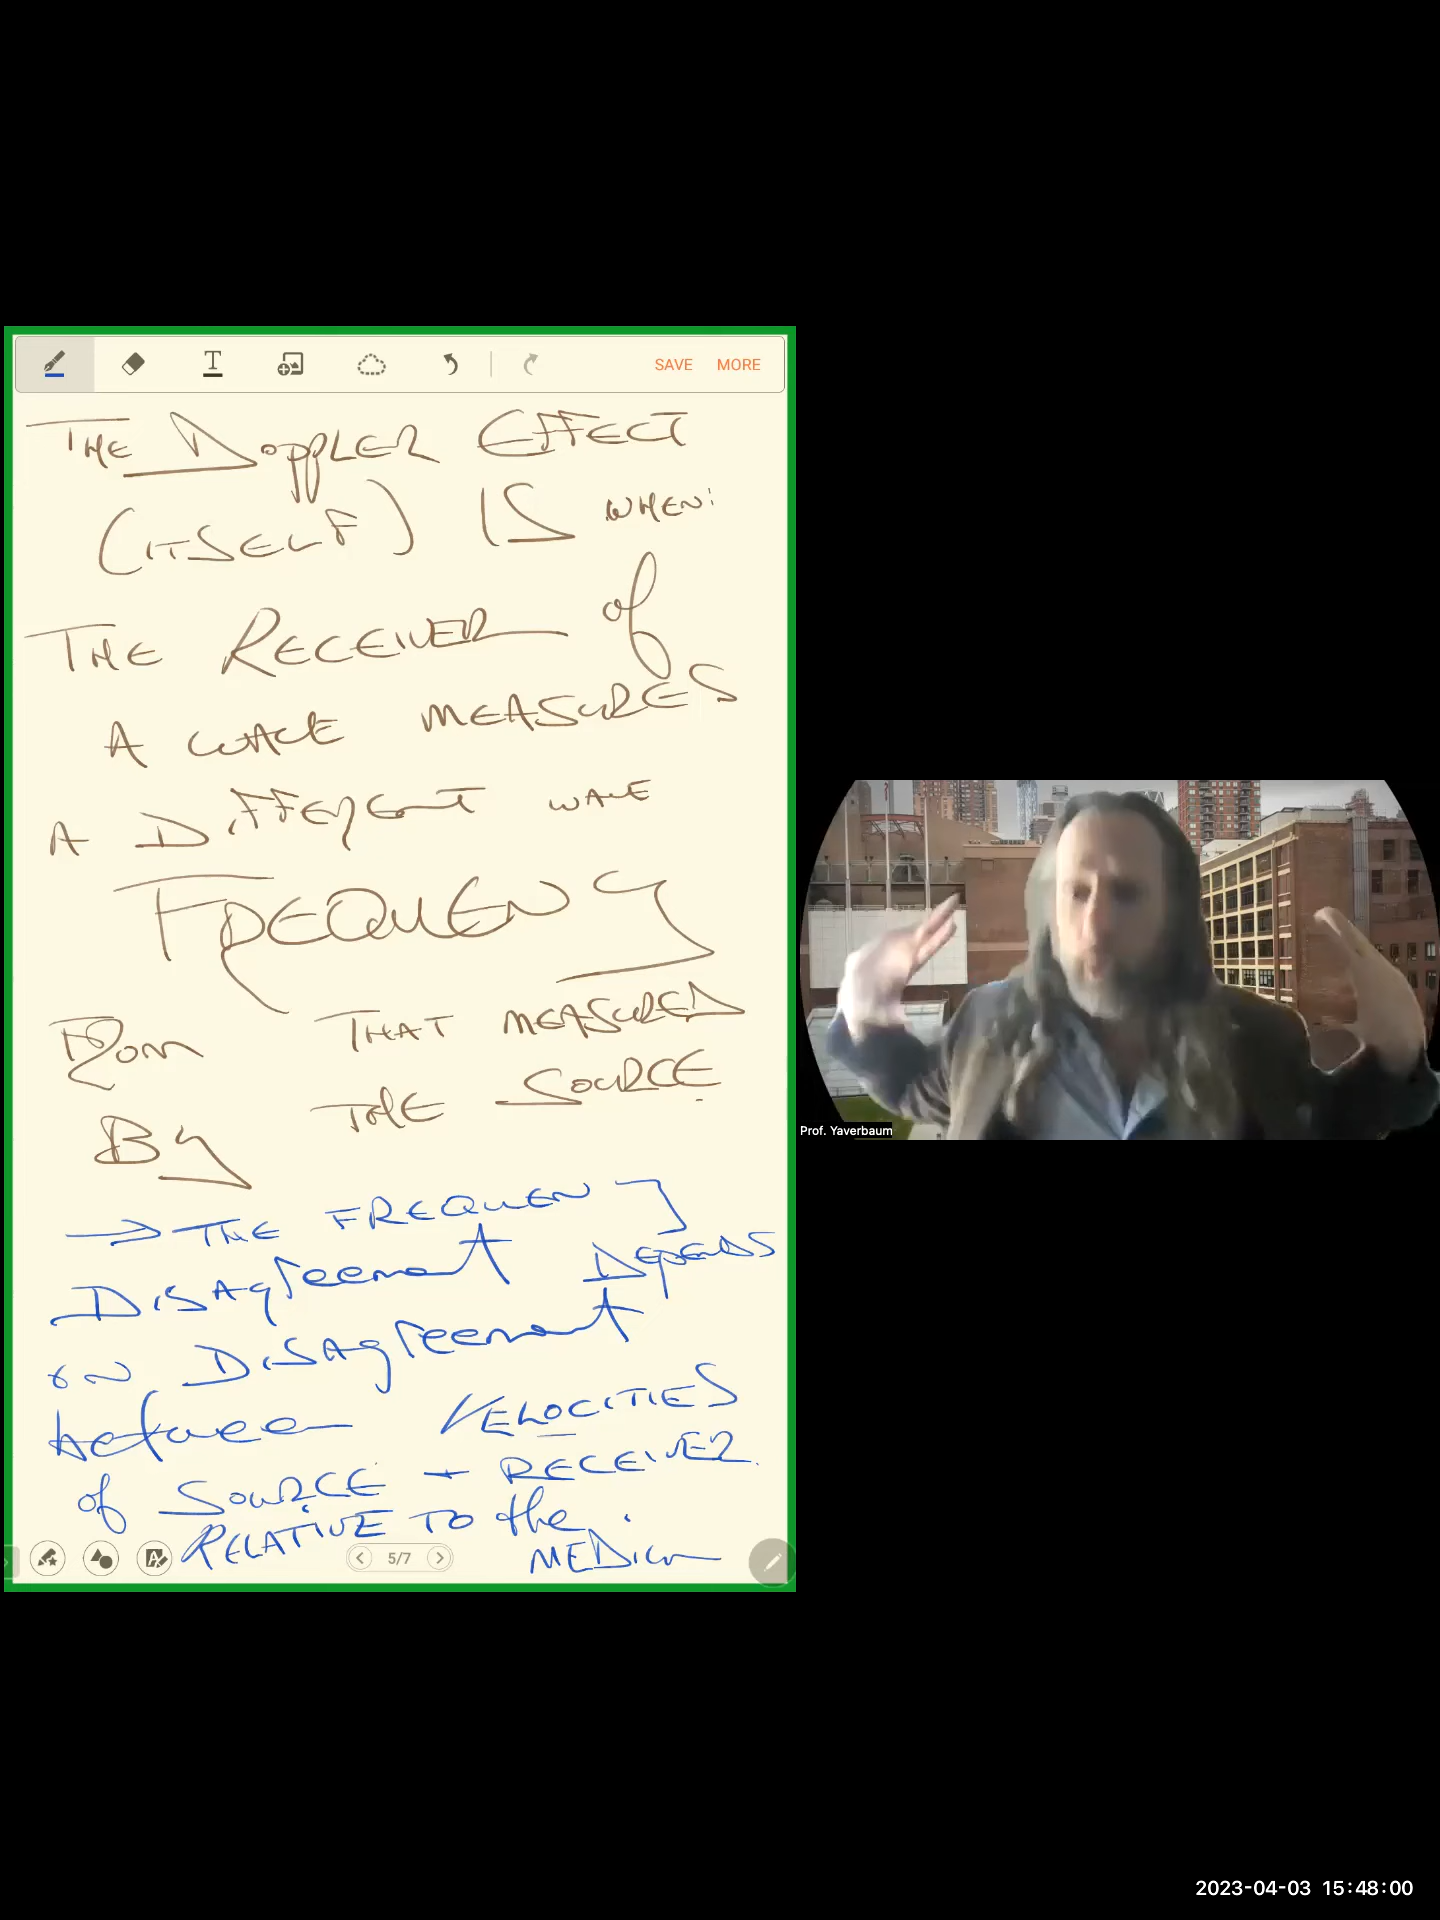 T
SAVE MORE
THE DOPPLER EFFECT
(ITSELF) IS WHEN:
THE RECEIVER of
A WAVE MEASURES
A DIFFERENT WAVE
FREQUENCY
FROM THAT MEASURED
BY THE SOURCE
→ THE FREQUENCY
DISAgreement DEPENDS
ON DISAgreement
between VELOCITIES
of SOURCE + RECEIVER
RELATIVE TO the
MEDIUM
5/7
Prof. Yaverbaum
2023-04-03 15:48:00